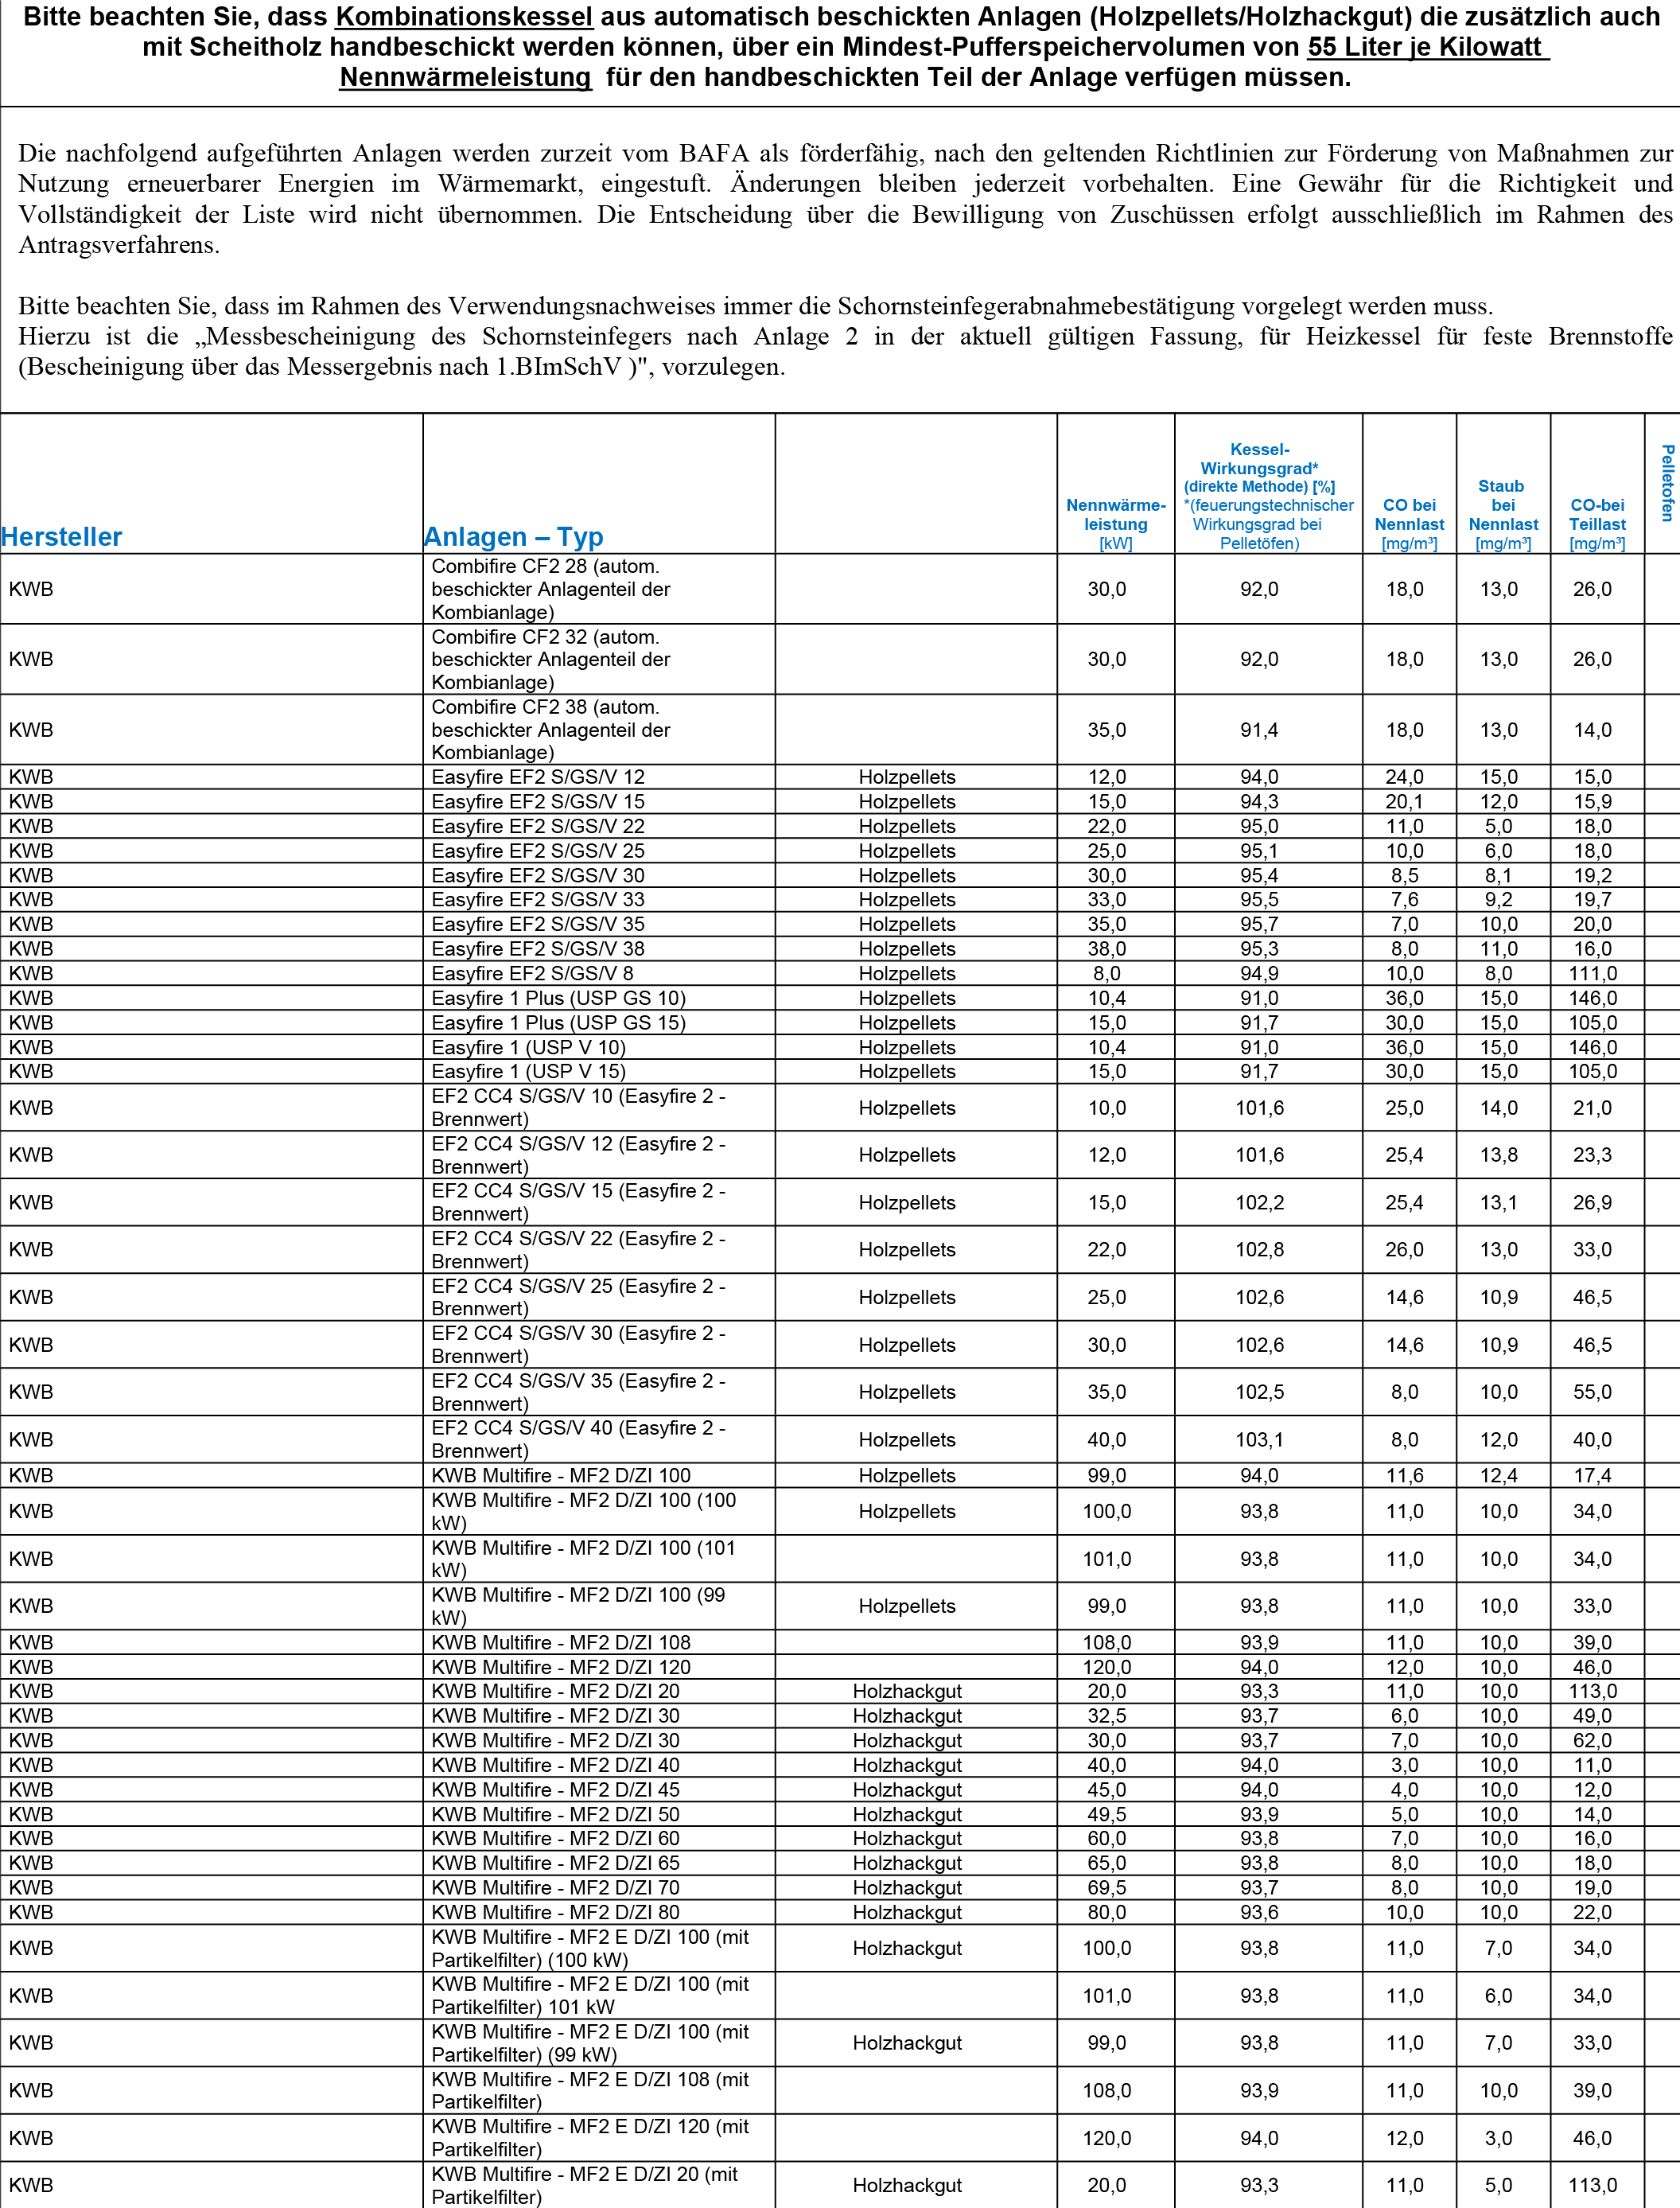 Bitte beachten Sie, dass Kombinationskessel aus automatisch beschickten Anlagen (Holzpellets/Holzhackgut) die zusätzlich auch
mit Scheitholz handbeschickt werden können, über ein Mindest-Pufferspeichervolumen von 55 Liter je Kilowatt
Nennwärmeleistung für den handbeschickten Teil der Anlage verfügen müssen.
Die nachfolgend aufgeführten Anlagen werden zurzeit vom BAFA als förderfähig, nach den geltenden Richtlinien zur Förderung von Maßnahmen zur
Nutzung erneuerbarer Energien im Wärmemarkt, eingestuft. Änderungen bleiben jederzeit vorbehalten. Eine Gewähr für die Richtigkeit und
Vollständigkeit der Liste wird nicht übernommen. Die Entscheidung über die Bewilligung von Zuschüssen erfolgt ausschließlich im Rahmen des
Antragsverfahrens.
Bitte beachten Sie, dass im Rahmen des Verwendungsnachweises immer die Schornsteinfegerabnahmebestätigung vorgelegt werden muss.
Hierzu ist die „Messbescheinigung des Schornsteinfegers nach Anlage 2 in der aktuell gültigen Fassung, für Heizkessel für feste Brennstoffe
(Bescheinigung über das Messergebnis nach 1.BImSchV )", vorzulegen.
Hersteller
Anlagen – Typ
Nennwärme-
leistung
[kW]
Kessel-
Wirkungsgrad*
(direkte Methode) [%]
*(feuerungstechnischer
Wirkungsgrad bei
Pelletöfen)
CO bei
Nennlast
[mg/m³]
Staub
bei
Nennlast
[mg/m³]
CO-bei
Teillast
[mg/m³]
Pelletofen
KWB Combifire CF2 28 (autom.
beschickter Anlagenteil der
Kombianlage) 30,0 92,0 18,0 13,0 26,0
KWB Combifire CF2 32 (autom.
beschickter Anlagenteil der
Kombianlage) 30,0 92,0 18,0 13,0 26,0
KWB Combifire CF2 38 (autom.
beschickter Anlagenteil der
Kombianlage) 35,0 91,4 18,0 13,0 14,0
KWB Easyfire EF2 S/GS/V 12 Holzpellets 12,0 94,0 24,0 15,0 15,0
KWB Easyfire EF2 S/GS/V 15 Holzpellets 15,0 94,3 20,1 12,0 15,9
KWB Easyfire EF2 S/GS/V 22 Holzpellets 22,0 95,0 11,0 5,0 18,0
KWB Easyfire EF2 S/GS/V 25 Holzpellets 25,0 95,1 10,0 6,0 18,0
KWB Easyfire EF2 S/GS/V 30 Holzpellets 30,0 95,4 8,5 8,1 19,2
KWB Easyfire EF2 S/GS/V 33 Holzpellets 33,0 95,5 7,6 9,2 19,7
KWB Easyfire EF2 S/GS/V 35 Holzpellets 35,0 95,7 7,0 10,0 20,0
KWB Easyfire EF2 S/GS/V 38 Holzpellets 38,0 95,3 8,0 11,0 16,0
KWB Easyfire EF2 S/GS/V 8 Holzpellets 8,0 94,9 10,0 8,0 111,0
KWB Easyfire 1 Plus (USP GS 10) Holzpellets 10,4 91,0 36,0 15,0 146,0
KWB Easyfire 1 Plus (USP GS 15) Holzpellets 15,0 91,7 30,0 15,0 105,0
KWB Easyfire 1 (USP V 10) Holzpellets 10,4 91,0 36,0 15,0 146,0
KWB Easyfire 1 (USP V 15) Holzpellets 15,0 91,7 30,0 15,0 105,0
KWB EF2 CC4 S/GS/V 10 (Easyfire 2 -
Brennwert) Holzpellets 10,0 101,6 25,0 14,0 21,0
KWB EF2 CC4 S/GS/V 12 (Easyfire 2 -
Brennwert) Holzpellets 12,0 101,6 25,4 13,8 23,3
KWB EF2 CC4 S/GS/V 15 (Easyfire 2 -
Brennwert) Holzpellets 15,0 102,2 25,4 13,1 26,9
KWB EF2 CC4 S/GS/V 22 (Easyfire 2 -
Brennwert) Holzpellets 22,0 102,8 26,0 13,0 33,0
KWB EF2 CC4 S/GS/V 25 (Easyfire 2 -
Brennwert) Holzpellets 25,0 102,6 14,6 10,9 46,5
KWB EF2 CC4 S/GS/V 30 (Easyfire 2 -
Brennwert) Holzpellets 30,0 102,6 14,6 10,9 46,5
KWB EF2 CC4 S/GS/V 35 (Easyfire 2 -
Brennwert) Holzpellets 35,0 102,5 8,0 10,0 55,0
KWB EF2 CC4 S/GS/V 40 (Easyfire 2 -
Brennwert) Holzpellets 40,0 103,1 8,0 12,0 40,0
KWB KWB Multifire - MF2 D/ZI 100 Holzpellets 99,0 94,0 11,6 12,4 17,4
KWB KWB Multifire - MF2 D/ZI 100 (100
kW) Holzpellets 100,0 93,8 11,0 10,0 34,0
KWB KWB Multifire - MF2 D/ZI 100 (101
kW) 101,0 93,8 11,0 10,0 34,0
KWB KWB Multifire - MF2 D/ZI 100 (99
kW) Holzpellets 99,0 93,8 11,0 10,0 33,0
KWB KWB Multifire - MF2 D/ZI 108 108,0 93,9 11,0 10,0 39,0
KWB KWB Multifire - MF2 D/ZI 120 120,0 94,0 12,0 10,0 46,0
KWB KWB Multifire - MF2 D/ZI 20 Holzhackgut 20,0 93,3 11,0 10,0 113,0
KWB KWB Multifire - MF2 D/ZI 30 Holzhackgut 32,5 93,7 6,0 10,0 49,0
KWB KWB Multifire - MF2 D/ZI 30 Holzhackgut 30,0 93,7 7,0 10,0 62,0
KWB KWB Multifire - MF2 D/ZI 40 Holzhackgut 40,0 94,0 3,0 10,0 11,0
KWB KWB Multifire - MF2 D/ZI 45 Holzhackgut 45,0 94,0 4,0 10,0 12,0
KWB KWB Multifire - MF2 D/ZI 50 Holzhackgut 49,5 93,9 5,0 10,0 14,0
KWB KWB Multifire - MF2 D/ZI 60 Holzhackgut 60,0 93,8 7,0 10,0 16,0
KWB KWB Multifire - MF2 D/ZI 65 Holzhackgut 65,0 93,8 8,0 10,0 18,0
KWB KWB Multifire - MF2 D/ZI 70 Holzhackgut 69,5 93,7 8,0 10,0 19,0
KWB KWB Multifire - MF2 D/ZI 80 Holzhackgut 80,0 93,6 10,0 10,0 22,0
KWB KWB Multifire - MF2 E D/ZI 100 (mit
Partikelfilter) (100 kW) Holzhackgut 100,0 93,8 11,0 7,0 34,0
KWB KWB Multifire - MF2 E D/ZI 100 (mit
Partikelfilter) 101 kW 101,0 93,8 11,0 6,0 34,0
KWB KWB Multifire - MF2 E D/ZI 100 (mit
Partikelfilter) (99 kW) Holzhackgut 99,0 93,8 11,0 7,0 33,0
KWB KWB Multifire - MF2 E D/ZI 108 (mit
Partikelfilter) 108,0 93,9 11,0 10,0 39,0
KWB KWB Multifire - MF2 E D/ZI 120 (mit
Partikelfilter) 120,0 94,0 12,0 3,0 46,0
KWB KWB Multifire - MF2 E D/ZI 20 (mit
Partikelfilter) Holzhackgut 20,0 93,3 11,0 5,0 113,0